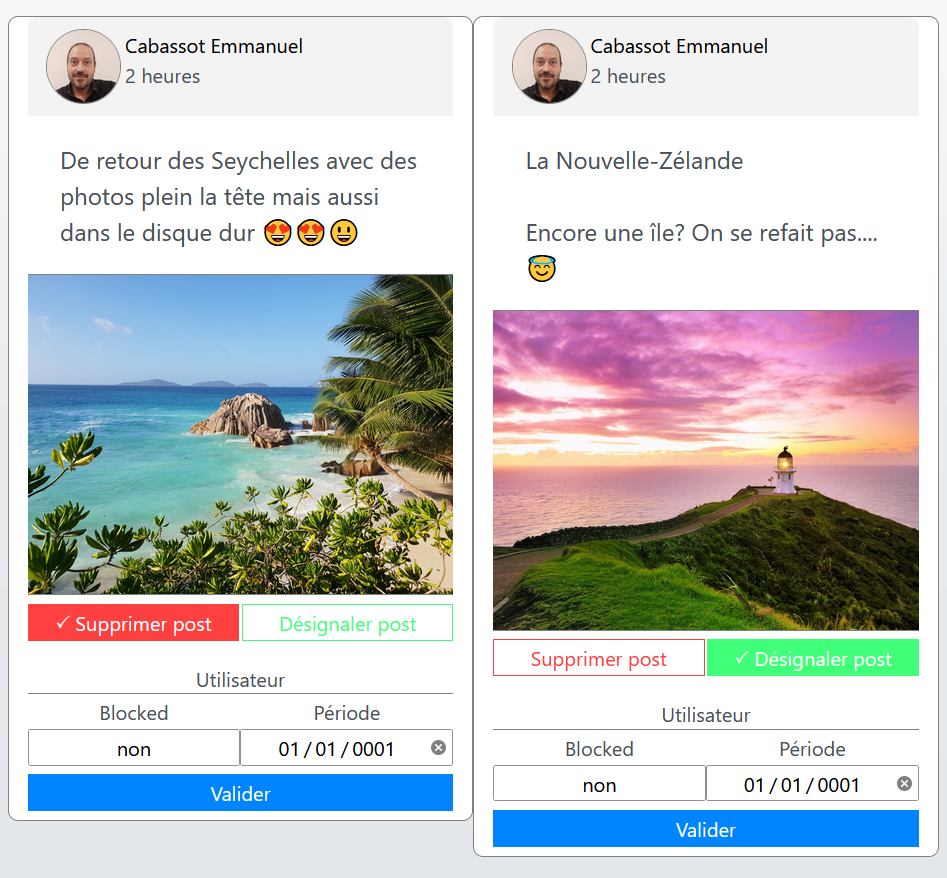 Cabassot Emmanuel
2 heures
De retour des Seychelles avec des
photos plein la tête mais aussi
dans le disque dur 😍😍😃
✓ Supprimer post
Désignaler post
Utilisateur
Blocked
Période
non
01/01/0001
Valider
Cabassot Emmanuel
2 heures
La Nouvelle-Zélande
Encore une île? On se refait pas....
😇
Supprimer post
✓ Désignaler post
Utilisateur
Blocked
Période
non
01/01/0001
Valider